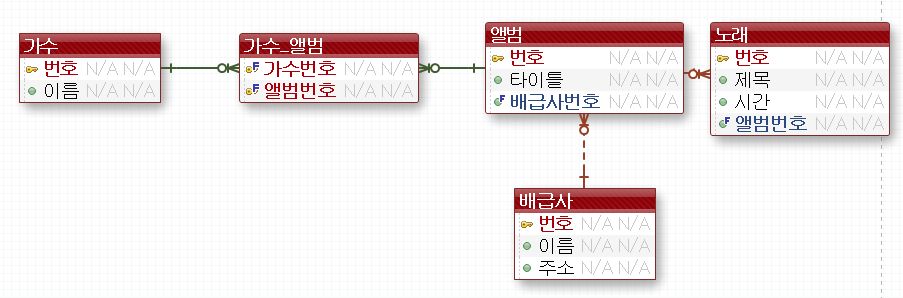 가수
번호 N/A N/A
이름 N/A N/A
가수_앨범
가수번호 N/A N/A
앨범번호 N/A N/A
앨범
번호 N/A N/A
타이틀 N/A N/A
배급사번호 N/A N/A
노래
번호 N/A N/A
제목 N/A N/A
시간 N/A N/A
앨범번호 N/A N/A
배급사
번호 N/A N/A
이름 N/A N/A
주소 N/A N/A